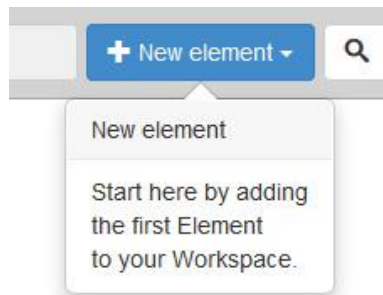 New element
New element
Start here by adding
the first Element
to your Workspace.